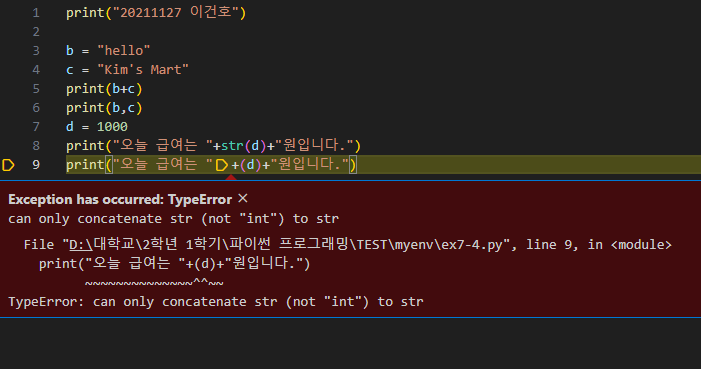 1 print("20211127 이건호")
2
3 b = "hello"
4 c = "Kim's Mart"
5 print(b+c)
6 print(b,c)
7 d = 1000
8 print("오늘 급여는 "+str(d)+"원입니다.")
9 print("오늘 급여는 "+(d)+"원입니다.")
Exception has occurred: TypeError ×
can only concatenate str (not "int") to str
File "D:\대학교\2학년 1학기\파이썬 프로그래밍\TEST\myenv\ex7-4.py", line 9, in <module>
print("오늘 급여는 "+(d)+"원입니다.")
~~~~~~~~~~~~~~^^~~
TypeError: can only concatenate str (not "int") to str